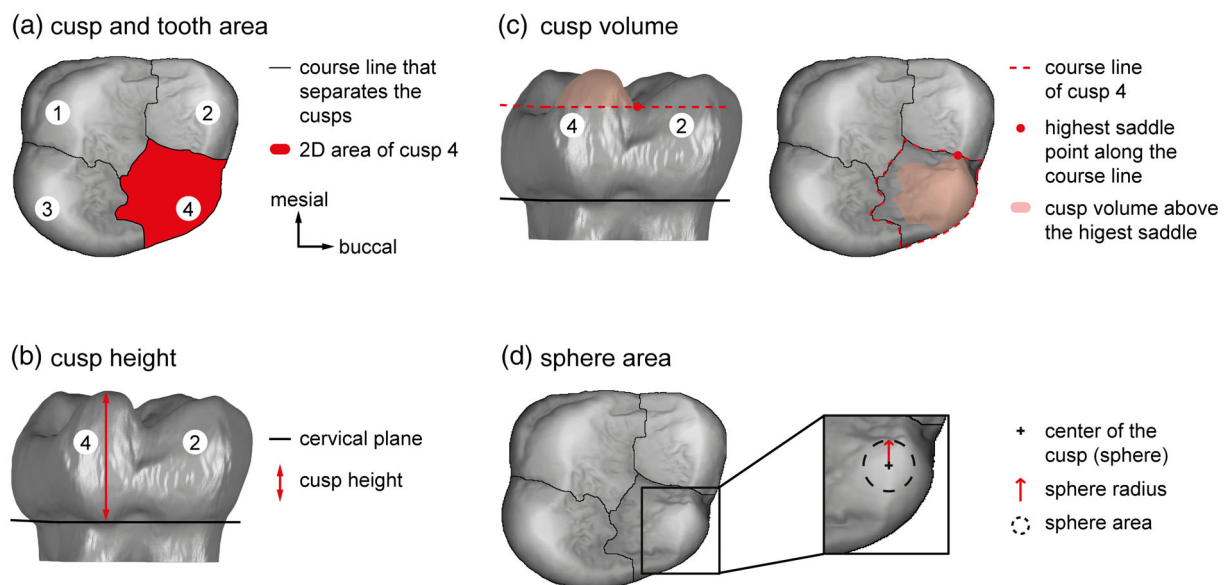 (a) cusp and tooth area
1
2
3
4
course line that
separates the
cusps
2D area of cusp 4
mesial
buccal
(c) cusp volume
4
2
course line
of cusp 4
highest saddle
point along the
course line
cusp volume above
the higest saddle
(b) cusp height
4
2
cervical plane
cusp height
(d) sphere area
center of the
cusp (sphere)
sphere radius
sphere area